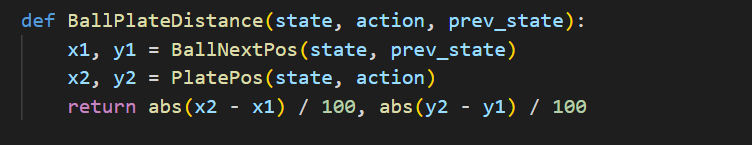 def BallPlateDistance(state, action, prev_state):
    x1, y1 = BallNextPos(state, prev_state)
    x2, y2 = PlatePos(state, action)
    return abs(x2 - x1) / 100, abs(y2 - y1) / 100